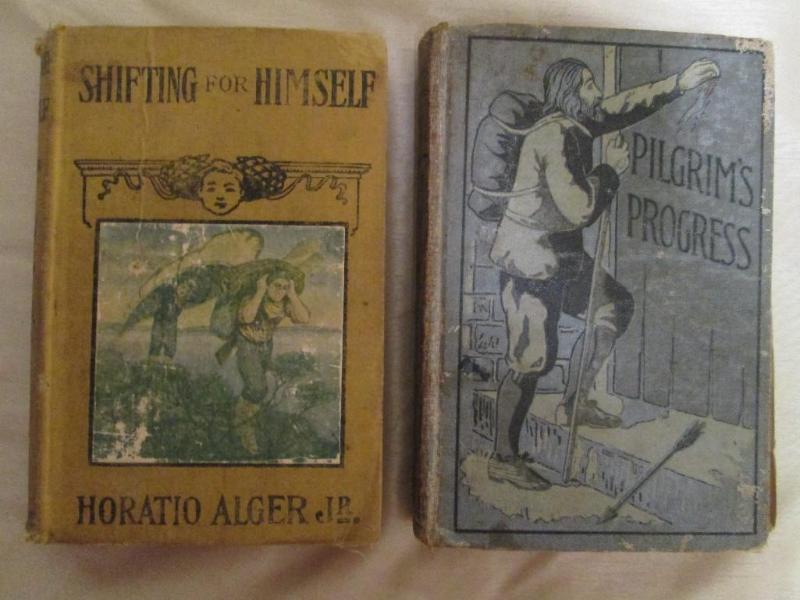 SHIFTING FOR HIMSELF
HORATIO ALGER JR.
PILGRIM'S
PROGRESS